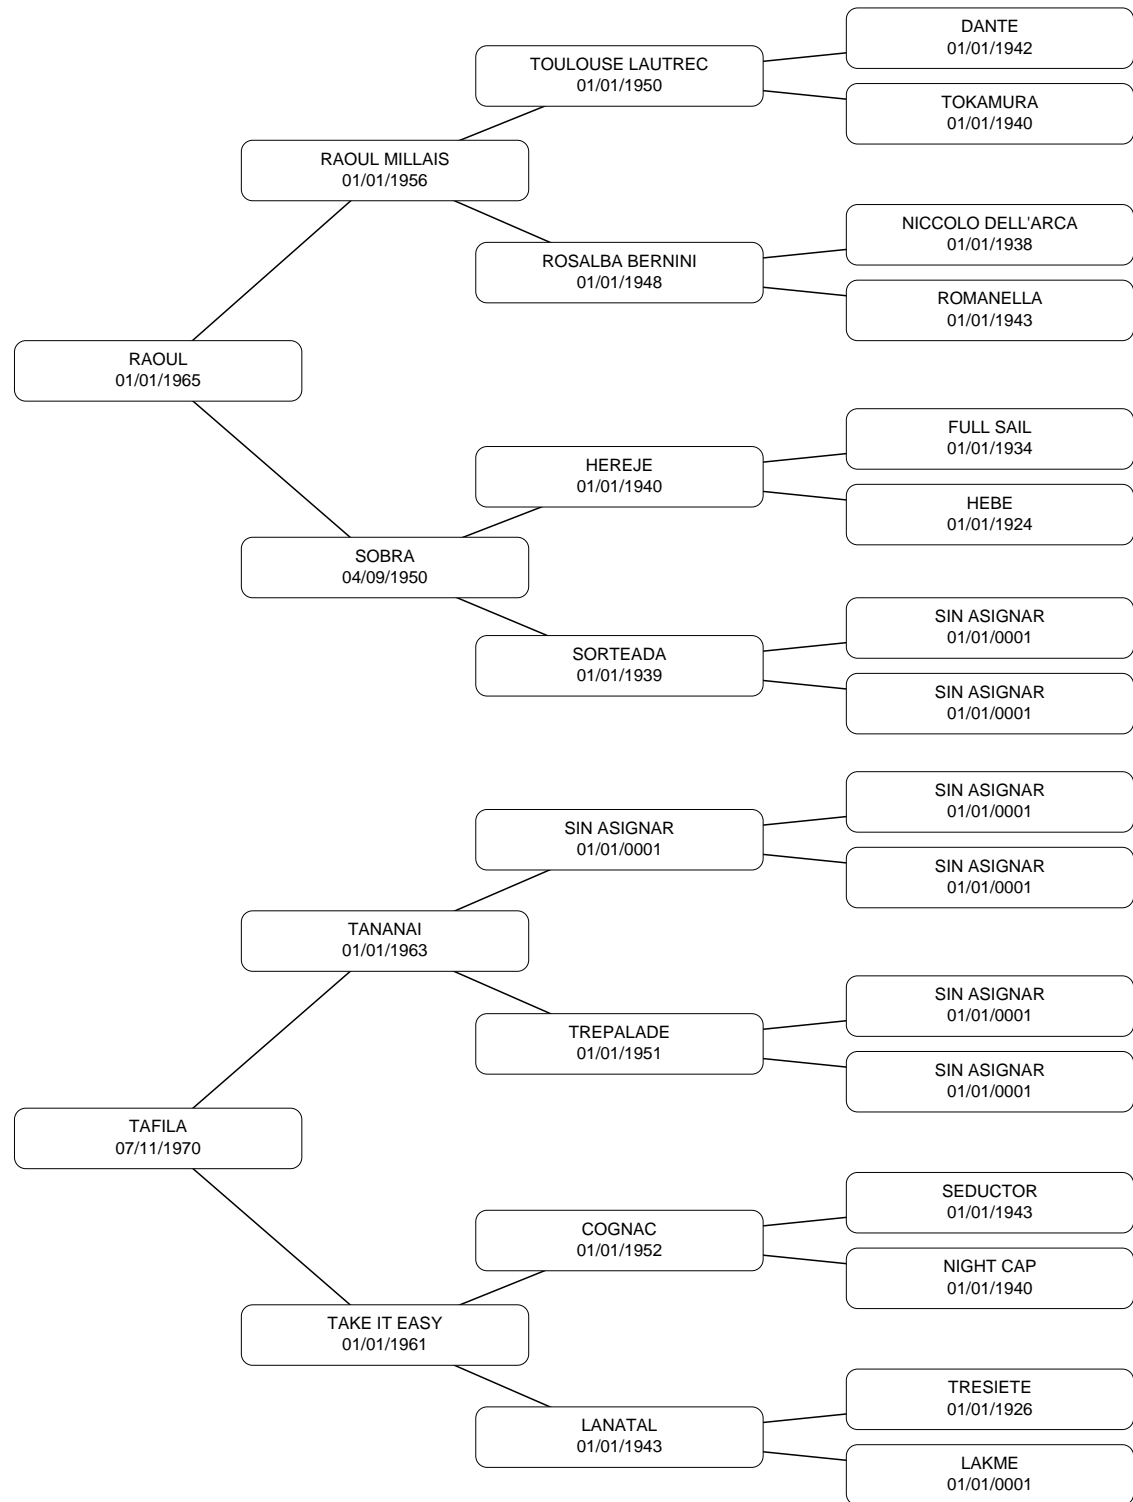 DANTE
01/01/1942
TOULOUSE LAUTREC
01/01/1950
TOKAMURA
01/01/1940
RAOUL MILLAIS
01/01/1956
NICCOLO DELL'ARCA
01/01/1938
ROSALBA BERNINI
01/01/1948
ROMANELLA
01/01/1943
RAOUL
01/01/1965
FULL SAIL
01/01/1934
HEREJE
01/01/1940
HEBE
01/01/1924
SOBRA
04/09/1950
SIN ASIGNAR
01/01/0001
SORTEADA
01/01/1939
SIN ASIGNAR
01/01/0001
SIN ASIGNAR
01/01/0001
SIN ASIGNAR
01/01/0001
SIN ASIGNAR
01/01/0001
TANANAI
01/01/1963
SIN ASIGNAR
01/01/0001
TREPALADE
01/01/1951
SIN ASIGNAR
01/01/0001
TAFILA
07/11/1970
SEDUCTOR
01/01/1943
COGNAC
01/01/1952
NIGHT CAP
01/01/1940
TAKE IT EASY
01/01/1961
TRESIETE
01/01/1926
LANATAL
01/01/1943
LAKME
01/01/0001